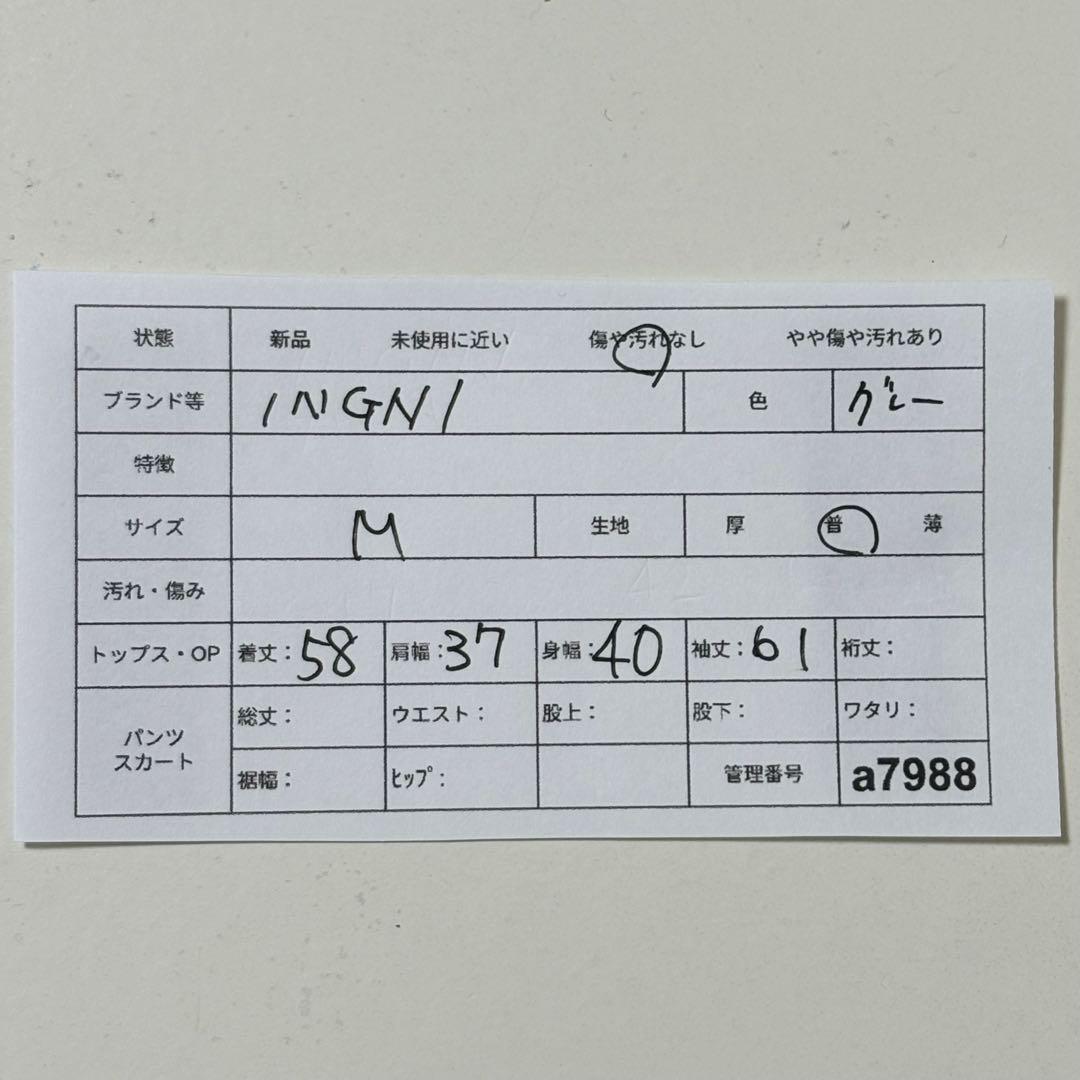 状態 新品 未使用に近い 傷や汚れなし やや傷や汚れあり
ブランド等 INGNI 色 グレー
特徴
サイズ M 生地 厚 普 薄
汚れ・傷み
トップス・OP 着丈:58 肩幅:37 身幅:40 袖丈:61 裄丈:
パンツ スカート 総丈: ウエスト: 股上: 股下: ワタリ:
裾幅: ヒップ: 管理番号 a7988